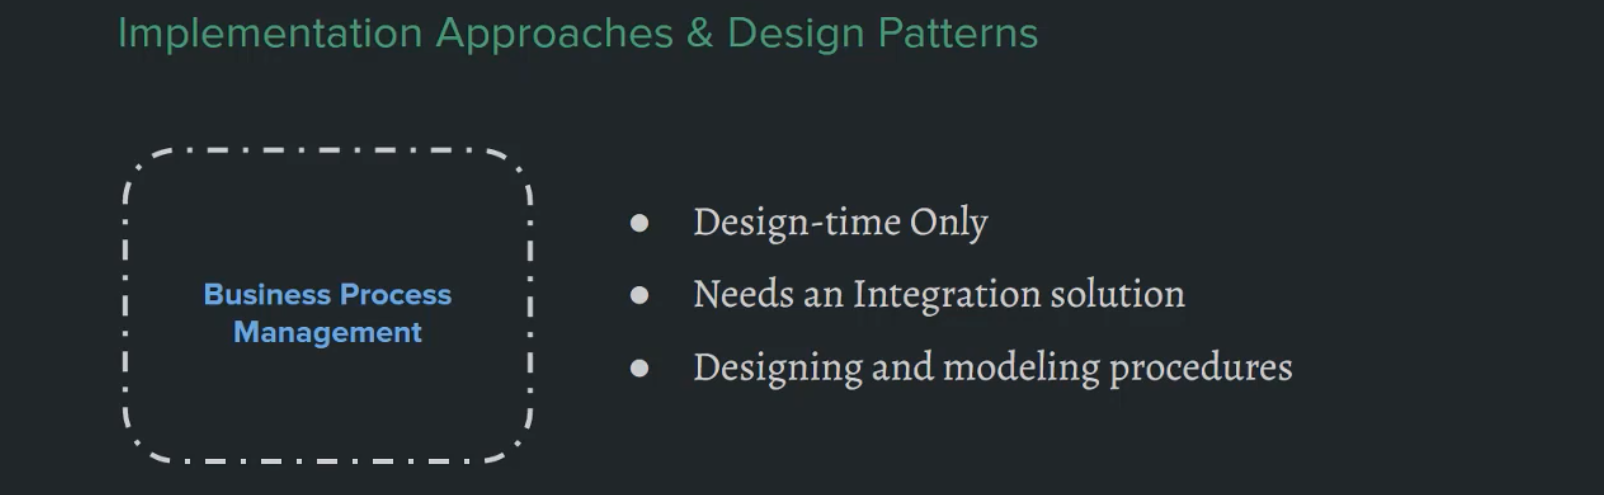 Implementation Approaches & Design Patterns
Business Process
Management
● Design-time Only
● Needs an Integration solution
● Designing and modeling procedures